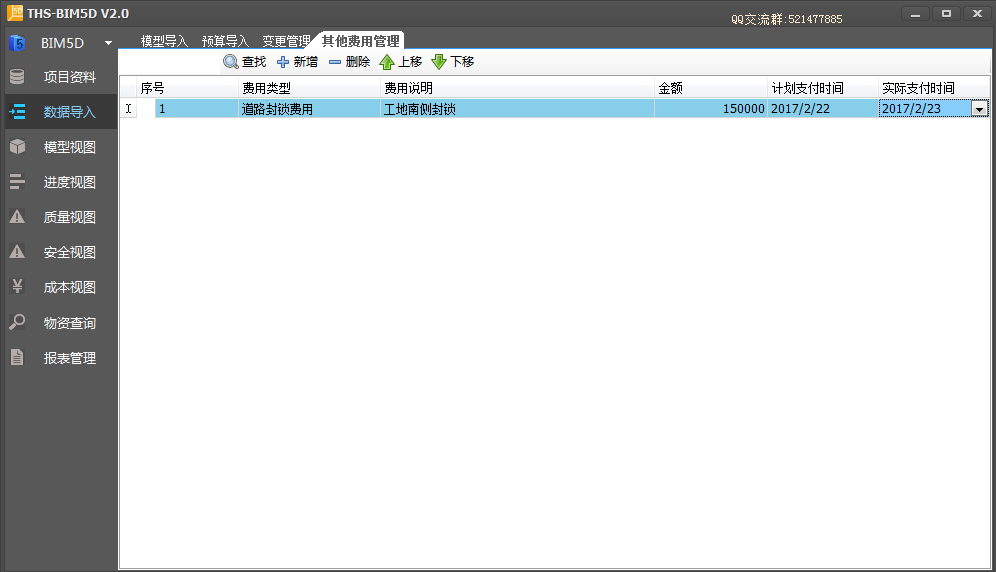 THS-BIM5D V2.0
QQ交流群:521477885
BIM5D
模型导入 预算导入 变更管理 其他费用管理
查找 新增 删除 上移 下移
序号 费用类型 费用说明 金额 计划支付时间 实际支付时间
1 道路封锁费用 工地南侧封锁 150000 2017/2/22 2017/2/23
项目资料
数据导入
模型视图
进度视图
质量视图
安全视图
成本视图
物资查询
报表管理